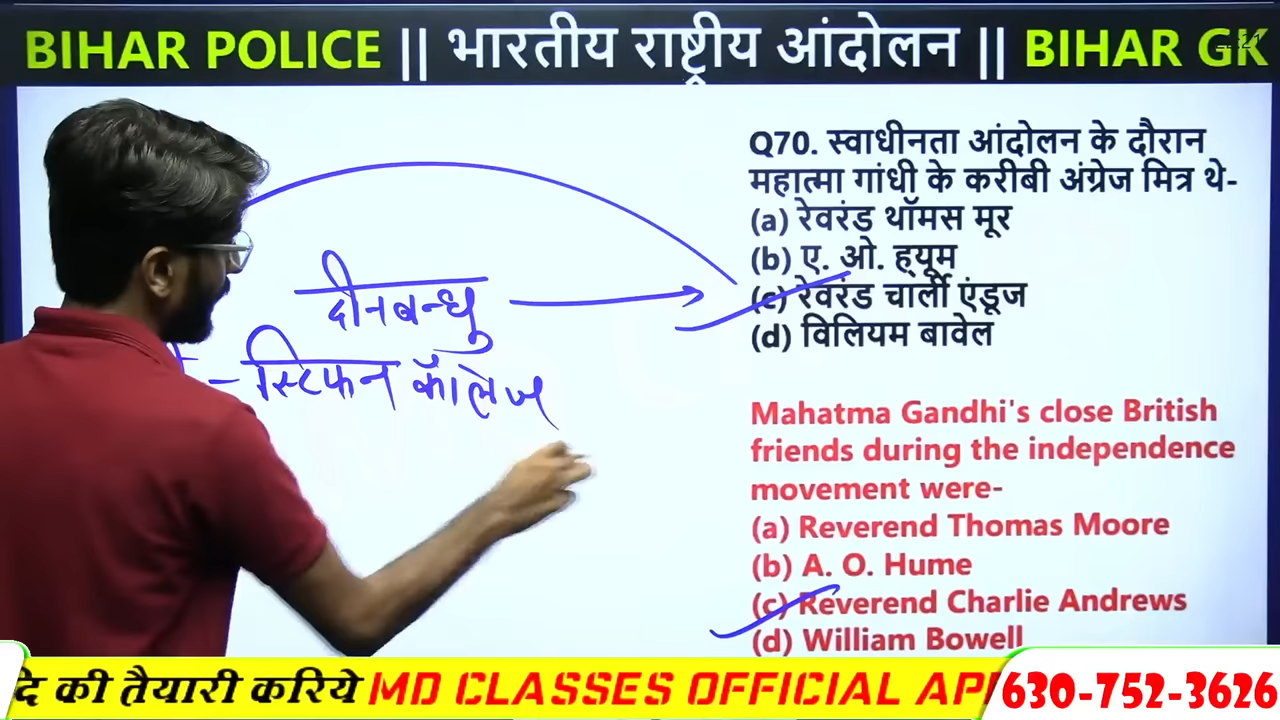 BIHAR POLICE || भारतीय राष्ट्रीय आंदोलन || BIHAR GK
Q70. स्वाधीनता आंदोलन के दौरान
महात्मा गांधी के करीबी अंग्रेज मित्र थे-
(a) रेवरंड थॉमस मूर
(b) ए. ओ. ह्यूम
(c) रेवरंड चार्ली एंडूज
(d) विलियम बावेल
दीनबन्धु
– स्टिफन कॉलेज
Mahatma Gandhi's close British
friends during the independence
movement were-
(a) Reverend Thomas Moore
(b) A. O. Hume
(c) Reverend Charlie Andrews
(d) William Bowell
दि की तैयारी करिये MD CLASSES OFFICIAL AP
630-752-3626